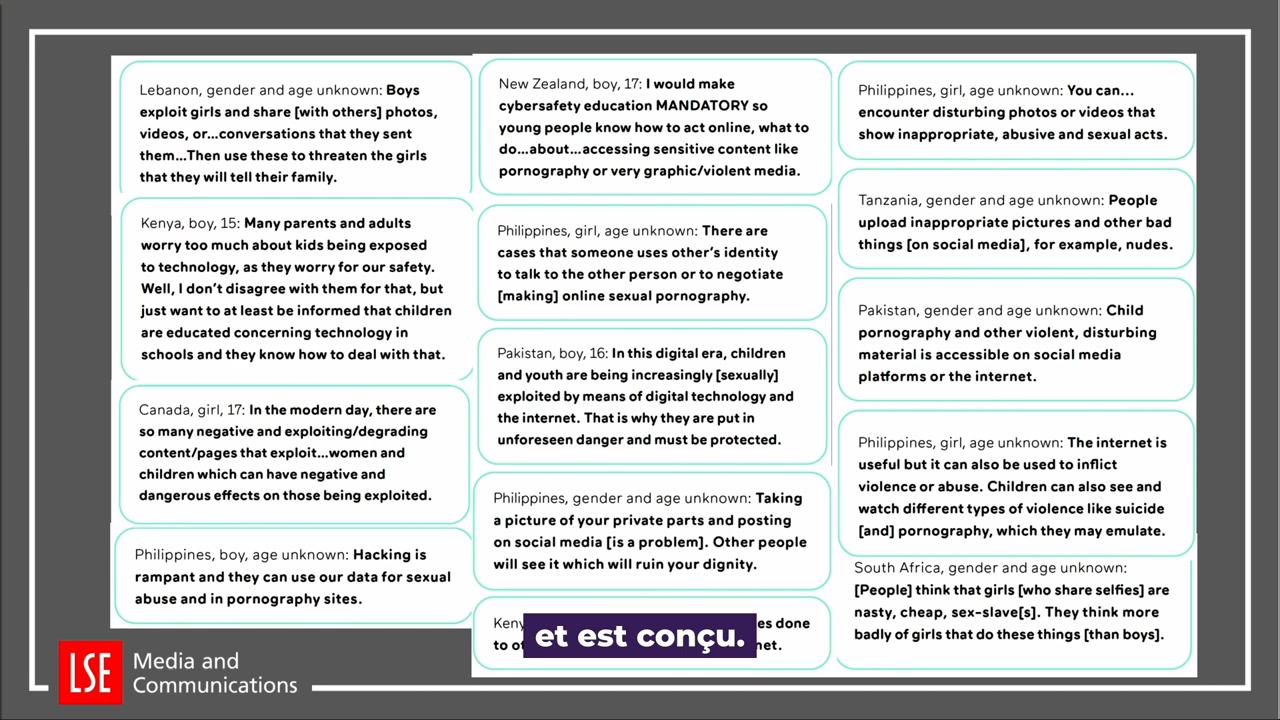 Lebanon, gender and age unknown: Boys
exploit girls and share [with others] photos,
videos, or...conversations that they sent
them...Then use these to threaten the girls
that they will tell their family.
Kenya, boy, 15: Many parents and adults
worry too much about kids being exposed
to technology, as they worry for our safety.
Well, I don't disagree with them for that, but
just want to at least be informed that children
are educated concerning technology in
schools and they know how to deal with that.
Canada, girl, 17: In the modern day, there are
so many negative and exploiting/degrading
content/pages that exploit...women and
children which can have negative and
dangerous effects on those being exploited.
Philippines, boy, age unknown: Hacking is
rampant and they can use our data for sexual
abuse and in pornography sites.
New Zealand, boy, 17: I would make
cybersafety education MANDATORY so
young people know how to act online, what to
do...about...accessing sensitive content like
pornography or very graphic/violent media.
Philippines, girl, age unknown: There are
cases that someone uses other's identity
to talk to the other person or to negotiate
[making] online sexual pornography.
Pakistan, boy, 16: In this digital era, children
and youth are being increasingly [sexually]
exploited by means of digital technology and
the internet. That is why they are put in
unforeseen danger and must be protected.
Philippines, gender and age unknown: Taking
a picture of your private parts and posting
on social media [is a problem]. Other people
will see it which will ruin your dignity.
done
to
Philippines, girl, age unknown: You can...
encounter disturbing photos or videos that
show inappropriate, abusive and sexual acts.
Tanzania, gender and age unknown: People
upload inappropriate pictures and other bad
things [on social media], for example, nudes.
Pakistan, gender and age unknown: Child
pornography and other violent, disturbing
material is accessible on social media
platforms or the internet.
Philippines, girl, age unknown: The internet is
useful but it can also be used to inflict
violence or abuse. Children can also see and
watch different types of violence like suicide
[and] pornography, which they may emulate.
South Africa, gender and age unknown:
[People] think that girls [who share selfies] are
nasty, cheap, sex-slave[s]. They think more
badly of girls that do these things [than boys].
et est conçu.
LSE
Media and
Communications